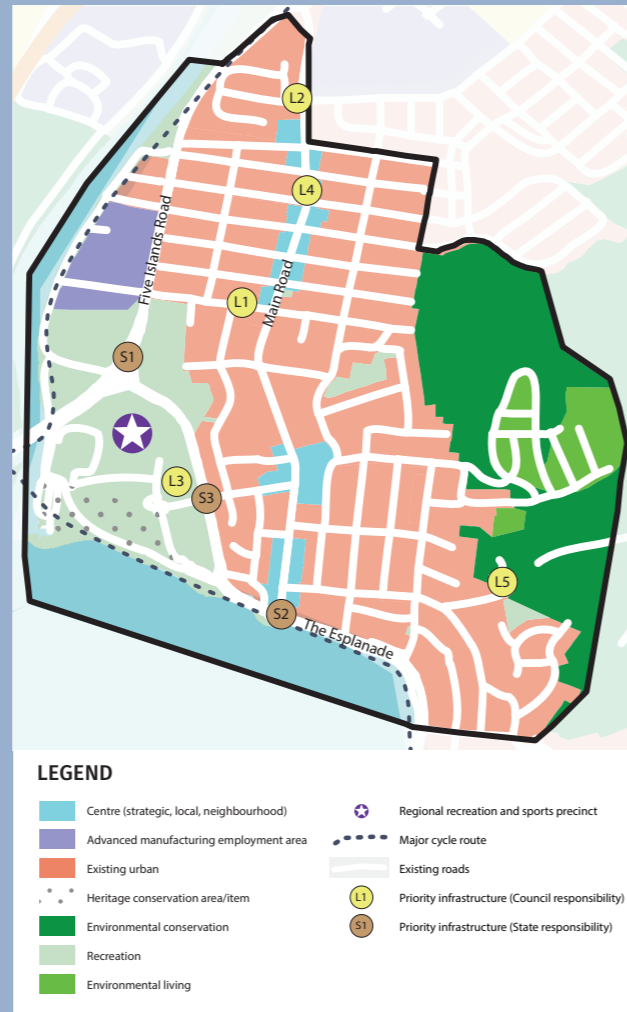 L2
L4
Five Islands Road
L1
Main Road
S1
L3
S3
L5
S2
The Esplanade
LEGEND
Centre (strategic, local, neighbourhood)
Advanced manufacturing employment area
Existing urban
Heritage conservation area/item
Environmental conservation
Recreation
Environmental living
Regional recreation and sports precinct
Major cycle route
Existing roads
L1 Priority infrastructure (Council responsibility)
S1 Priority infrastructure (State responsibility)